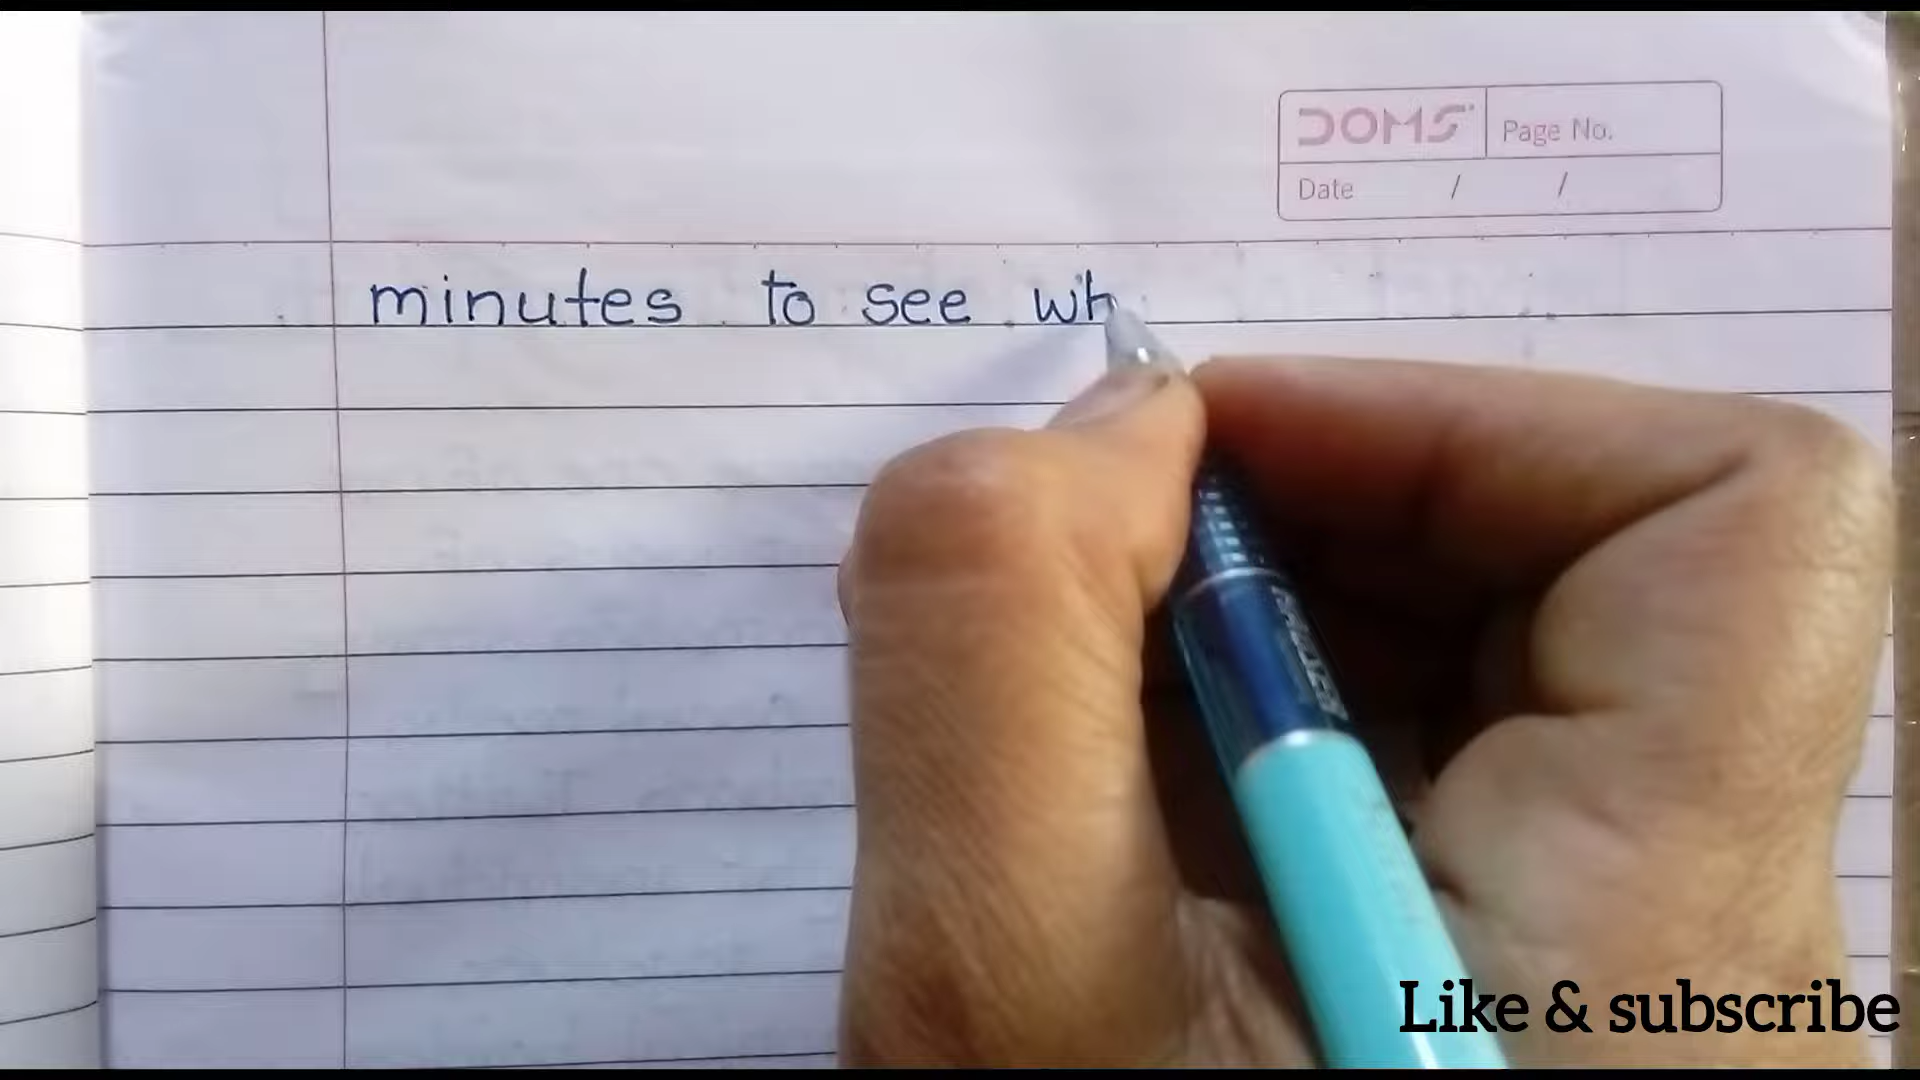 DOMS Page No.
Date / /
minutes to see wh
Like & subscribe